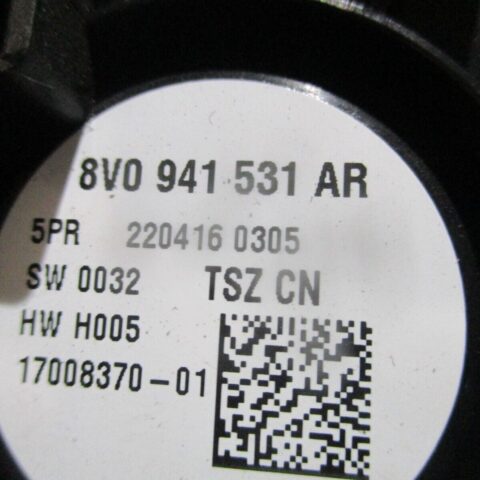 8V0 941 531 AR
5PR 220416 0305
SW 0032 TSZ CN
HW H005
17008370-01